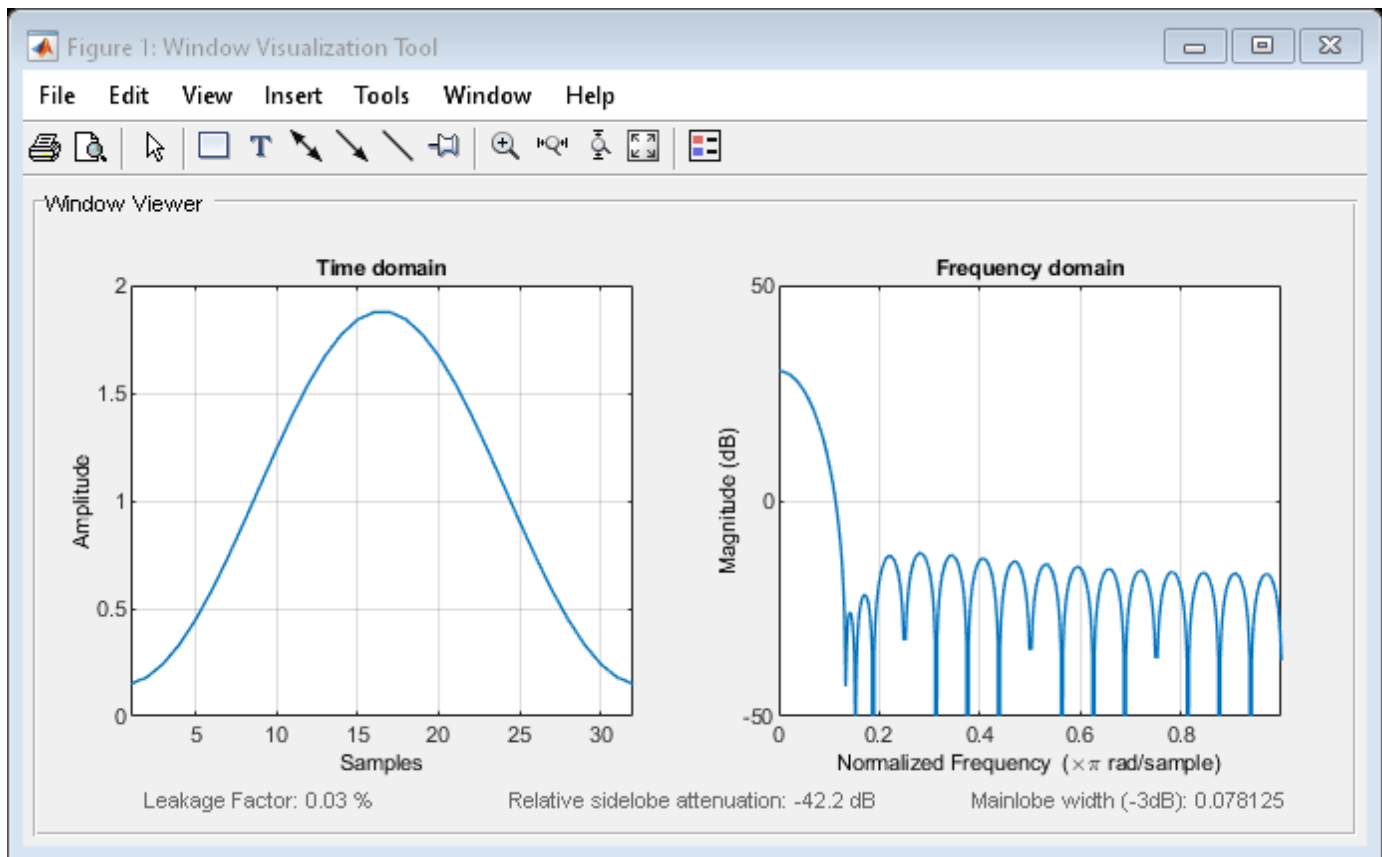 Figure 1: Window Visualization Tool
File Edit View Insert Tools Window Help
T
Window Viewer
Time domain
2
1.5
1
0.5
0
5 10 15 20 25 30
Amplitude
Samples
Frequency domain
50
0
-50
0 0.2 0.4 0.6 0.8
Magnitude (dB)
Normalized Frequency (×π rad/sample)
Leakage Factor: 0.03 % Relative sidelobe attenuation: -42.2 dB Mainlobe width (-3dB): 0.078125